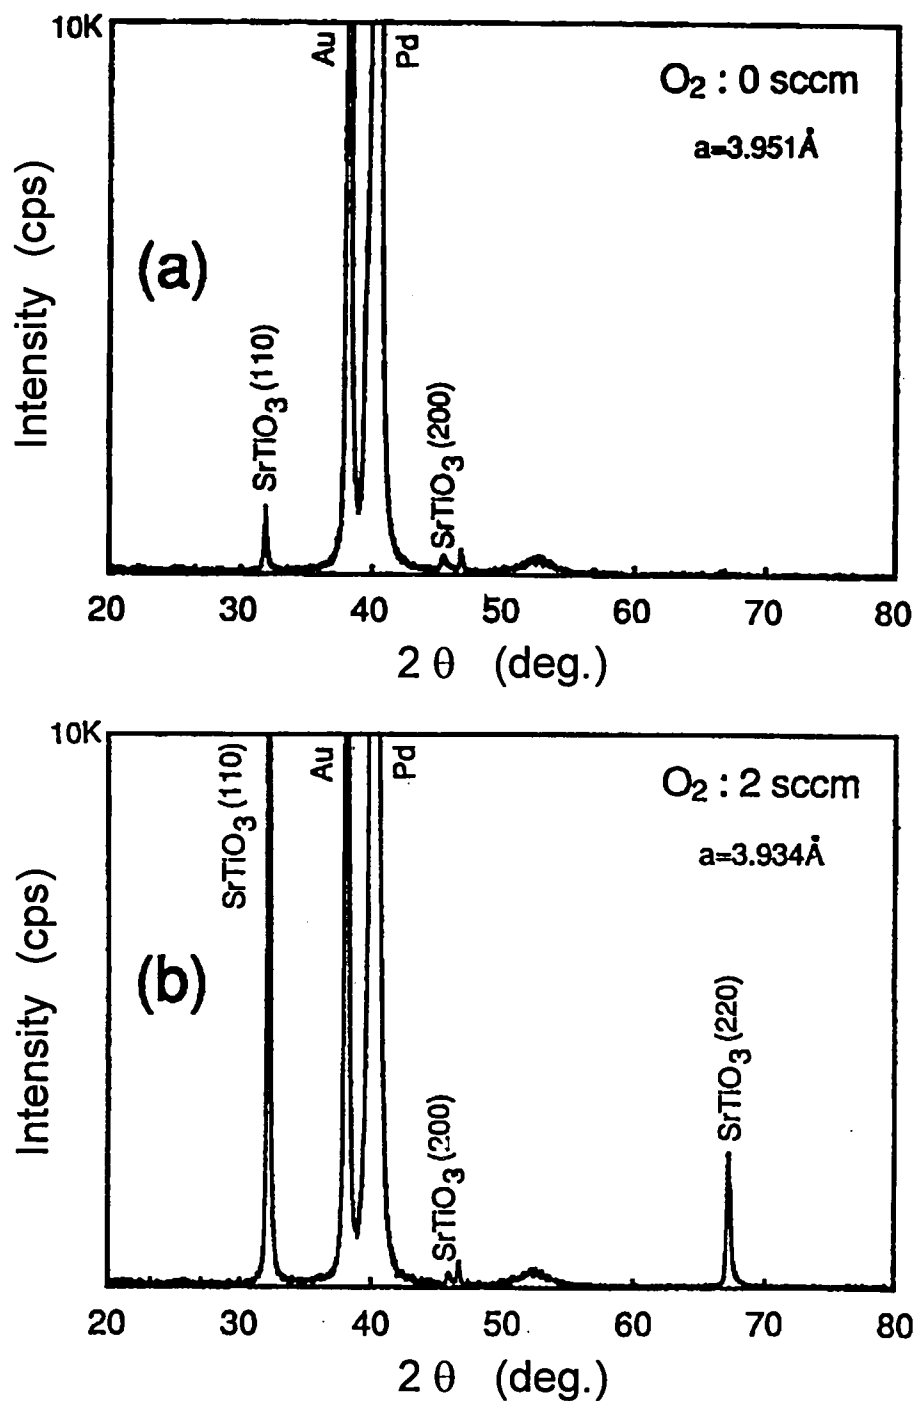 10K
Au
Pd
O2 : 0 sccm
a=3.951Å
Intensity (cps)
(a)
SrTiO3 (110)
SrTiO3 (200)
20 30 40 50 60 70 80
2 θ (deg.)
10K
SrTiO3 (110)
Au
Pd
O2 : 2 sccm
a=3.934Å
Intensity (cps)
(b)
SrTiO3 (200)
SrTiO3 (220)
20 30 40 50 60 70 80
2 θ (deg.)